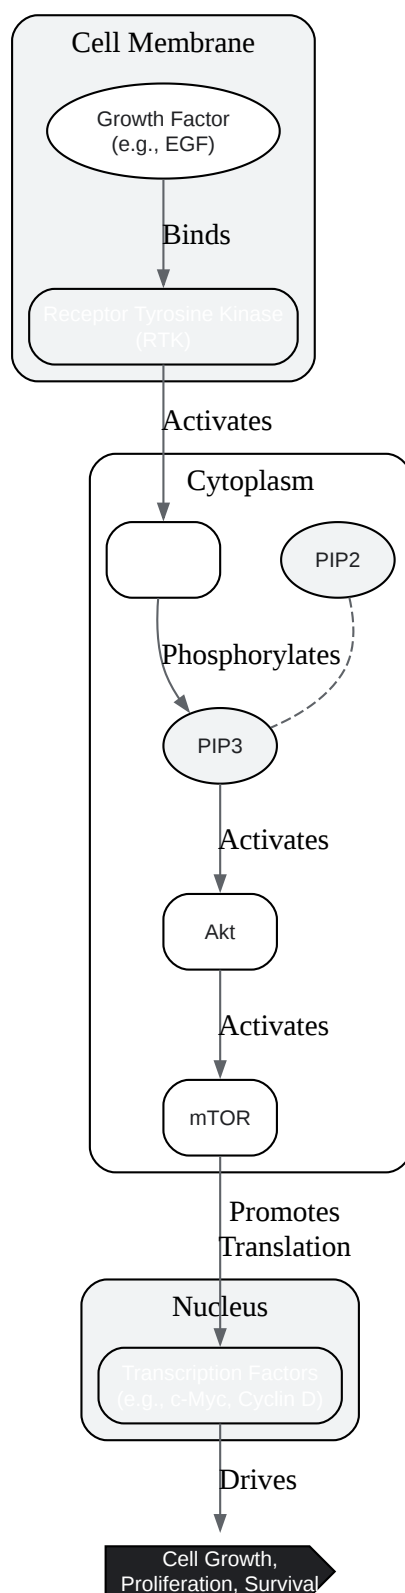 Cell Membrane
Growth Factor
(e.g., EGF)
Binds
Receptor Tyrosine Kinase
(RTK)
Activates
Cytoplasm
PIP2
Phosphorylates
PIP3
Activates
Akt
Activates
mTOR
Promotes
Translation
Nucleus
Transcription Factors
(e.g., c-Myc, Cyclin D)
Drives
Cell Growth,
Proliferation, Survival